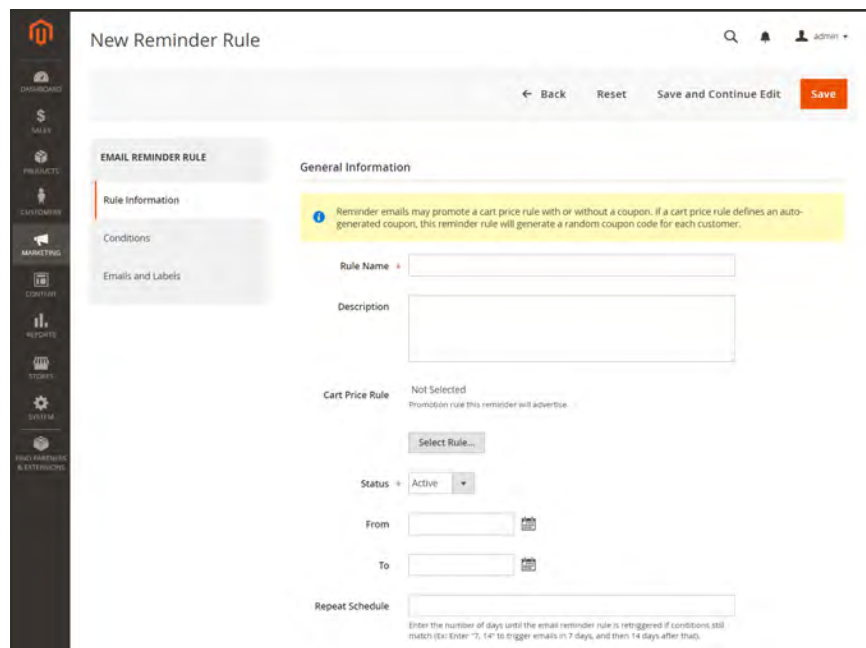 New Reminder Rule
admin
← Back Reset Save and Continue Edit Save
DASHBOARD
SALES
PRODUCTS
CUSTOMERS
MARKETING
CONTENT
REPORTS
STORES
SYSTEM
FIND PARTNERS
& EXTENSIONS
EMAIL REMINDER RULE
Rule Information
Conditions
Emails and Labels
General Information
Reminder emails may promote a cart price rule with or without a coupon. If a cart price rule defines an auto-
generated coupon, this reminder rule will generate a random coupon code for each customer.
Rule Name *
Description
Cart Price Rule Not Selected
Promotion rule this reminder will advertise.
Select Rule...
Status * Active
From
To
Repeat Schedule
Enter the number of days until the email reminder rule is retriggered if conditions still
match (Ex: Enter "7, 14" to trigger emails in 7 days, and then 14 days after that).